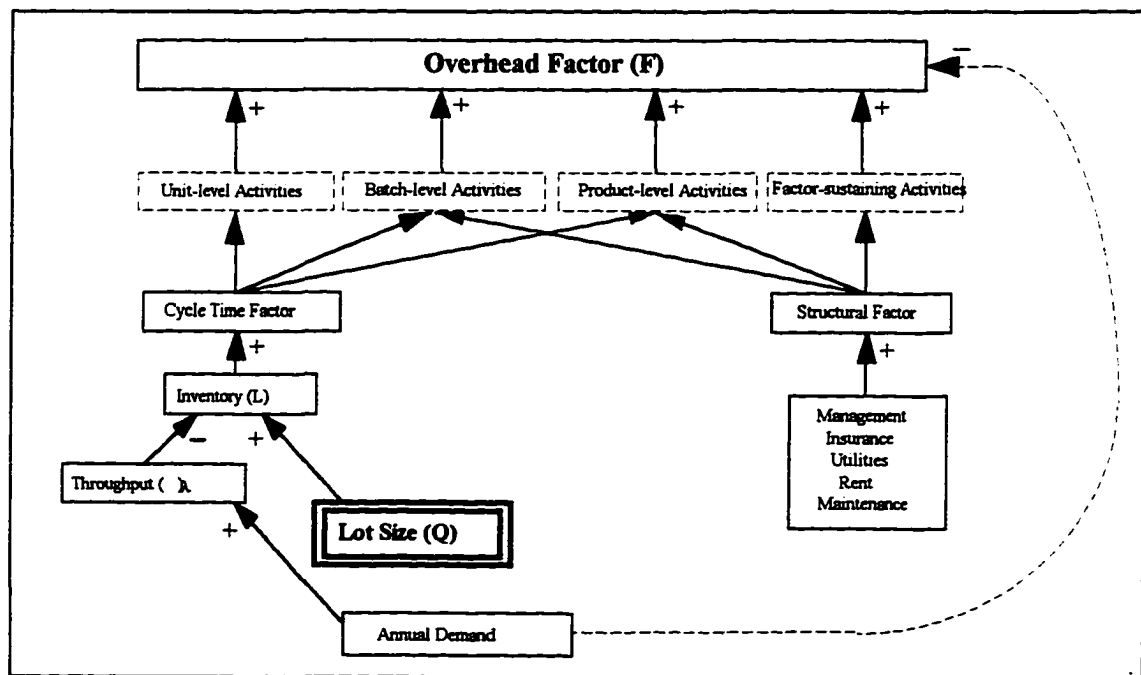 Overhead Factor (F)
−
+
+
+
+
Unit-level Activities
Batch-level Activities
Product-level Activities
Factor-sustaining Activities
Cycle Time Factor
Structural Factor
+
+
Inventory (L)
−
+
Management
Insurance
Utilities
Rent
Maintenance
Throughput ( λ
+
Lot Size (Q)
Annual Demand